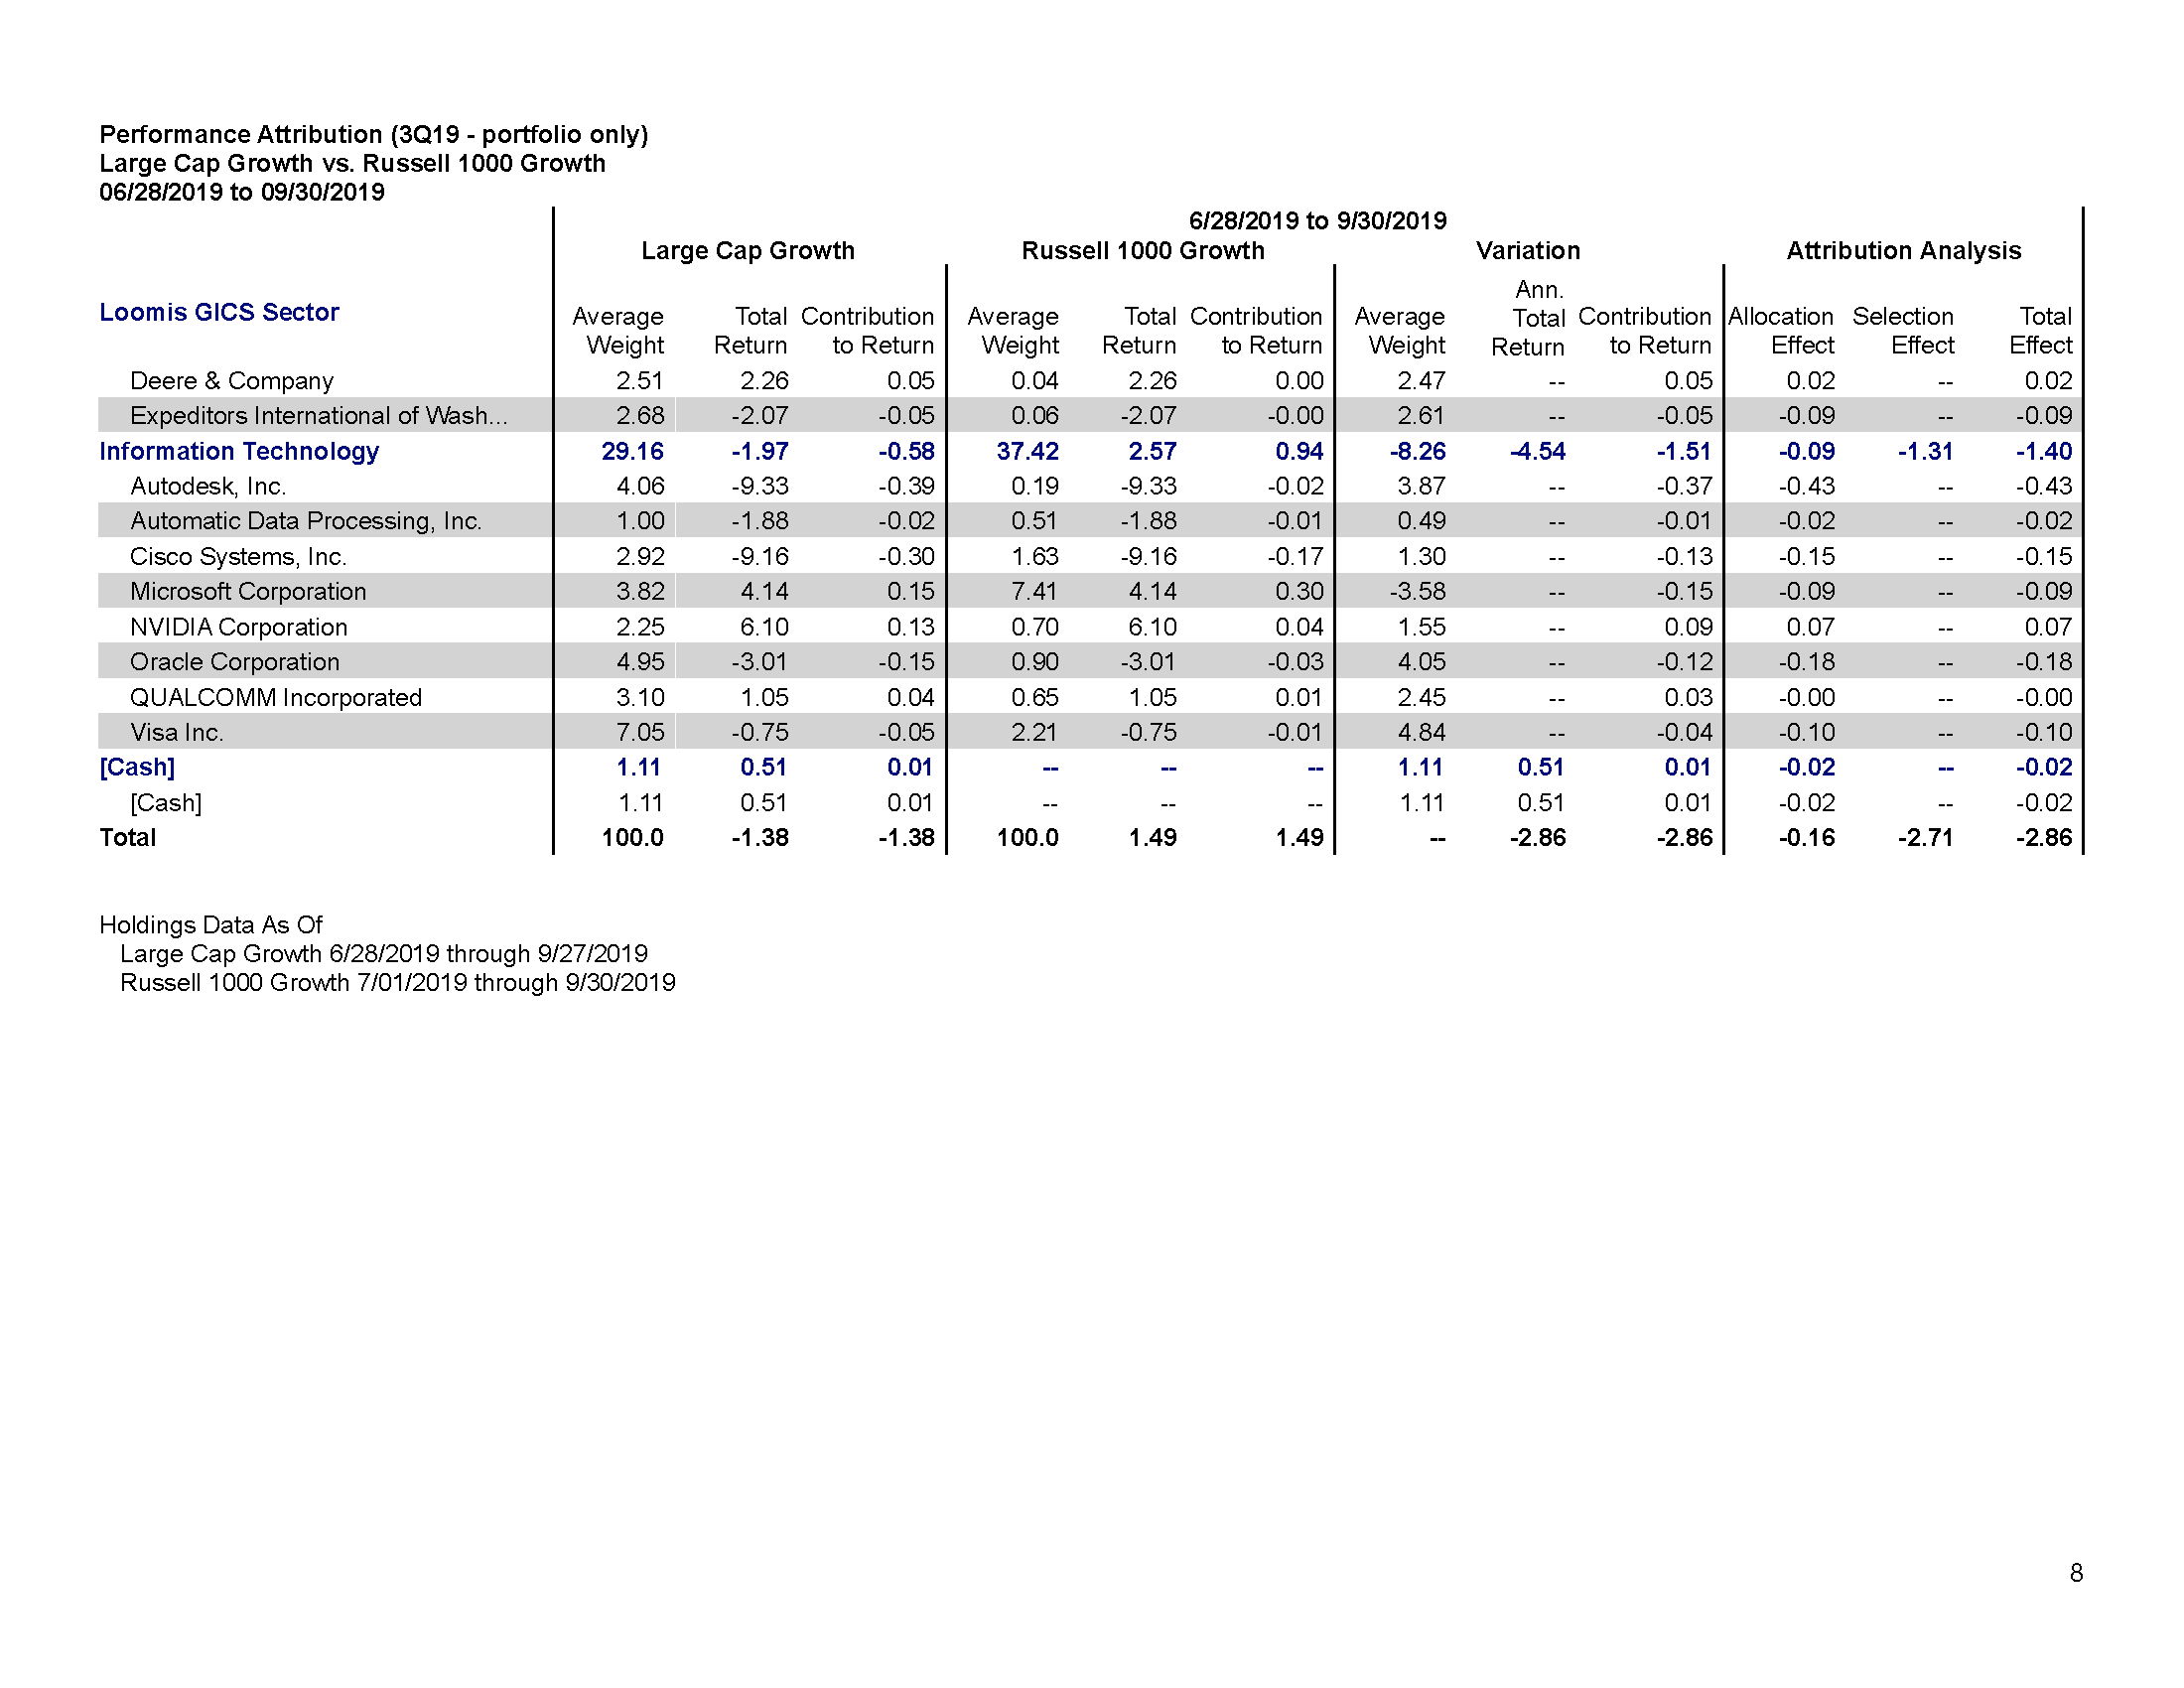 Performance Attribution (3Q19 - portfolio only)
Large Cap Growth vs. Russell 1000 Growth
06/28/2019 to 09/30/2019
6/28/2019 to 9/30/2019
Large Cap Growth Russell 1000 Growth Variation Attribution Analysis
Loomis GICS Sector Average Weight Total Return Contribution to Return Average Weight Total Return Contribution to Return Average Weight Ann. Total Return Contribution to Return Allocation Effect Selection Effect Total Effect
Deere & Company 2.51 2.26 0.05 0.04 2.26 0.00 2.47 -- 0.05 0.02 -- 0.02
Expeditors International of Wash... 2.68 -2.07 -0.05 0.06 -2.07 -0.00 2.61 -- -0.05 -0.09 -- -0.09
Information Technology 29.16 -1.97 -0.58 37.42 2.57 0.94 -8.26 -4.54 -1.51 -0.09 -1.31 -1.40
Autodesk, Inc. 4.06 -9.33 -0.39 0.19 -9.33 -0.02 3.87 -- -0.37 -0.43 -- -0.43
Automatic Data Processing, Inc. 1.00 -1.88 -0.02 0.51 -1.88 -0.01 0.49 -- -0.01 -0.02 -- -0.02
Cisco Systems, Inc. 2.92 -9.16 -0.30 1.63 -9.16 -0.17 1.30 -- -0.13 -0.15 -- -0.15
Microsoft Corporation 3.82 4.14 0.15 7.41 4.14 0.30 -3.58 -- -0.15 -0.09 -- -0.09
NVIDIA Corporation 2.25 6.10 0.13 0.70 6.10 0.04 1.55 -- 0.09 0.07 -- 0.07
Oracle Corporation 4.95 -3.01 -0.15 0.90 -3.01 -0.03 4.05 -- -0.12 -0.18 -- -0.18
QUALCOMM Incorporated 3.10 1.05 0.04 0.65 1.05 0.01 2.45 -- 0.03 -0.00 -- -0.00
Visa Inc. 7.05 -0.75 -0.05 2.21 -0.75 -0.01 4.84 -- -0.04 -0.10 -- -0.10
[Cash] 1.11 0.51 0.01 -- -- -- 1.11 0.51 0.01 -0.02 -- -0.02
[Cash] 1.11 0.51 0.01 -- -- -- 1.11 0.51 0.01 -0.02 -- -0.02
Total 100.0 -1.38 -1.38 100.0 1.49 1.49 -- -2.86 -2.86 -0.16 -2.71 -2.86
Holdings Data As Of
Large Cap Growth 6/28/2019 through 9/27/2019
Russell 1000 Growth 7/01/2019 through 9/30/2019
8